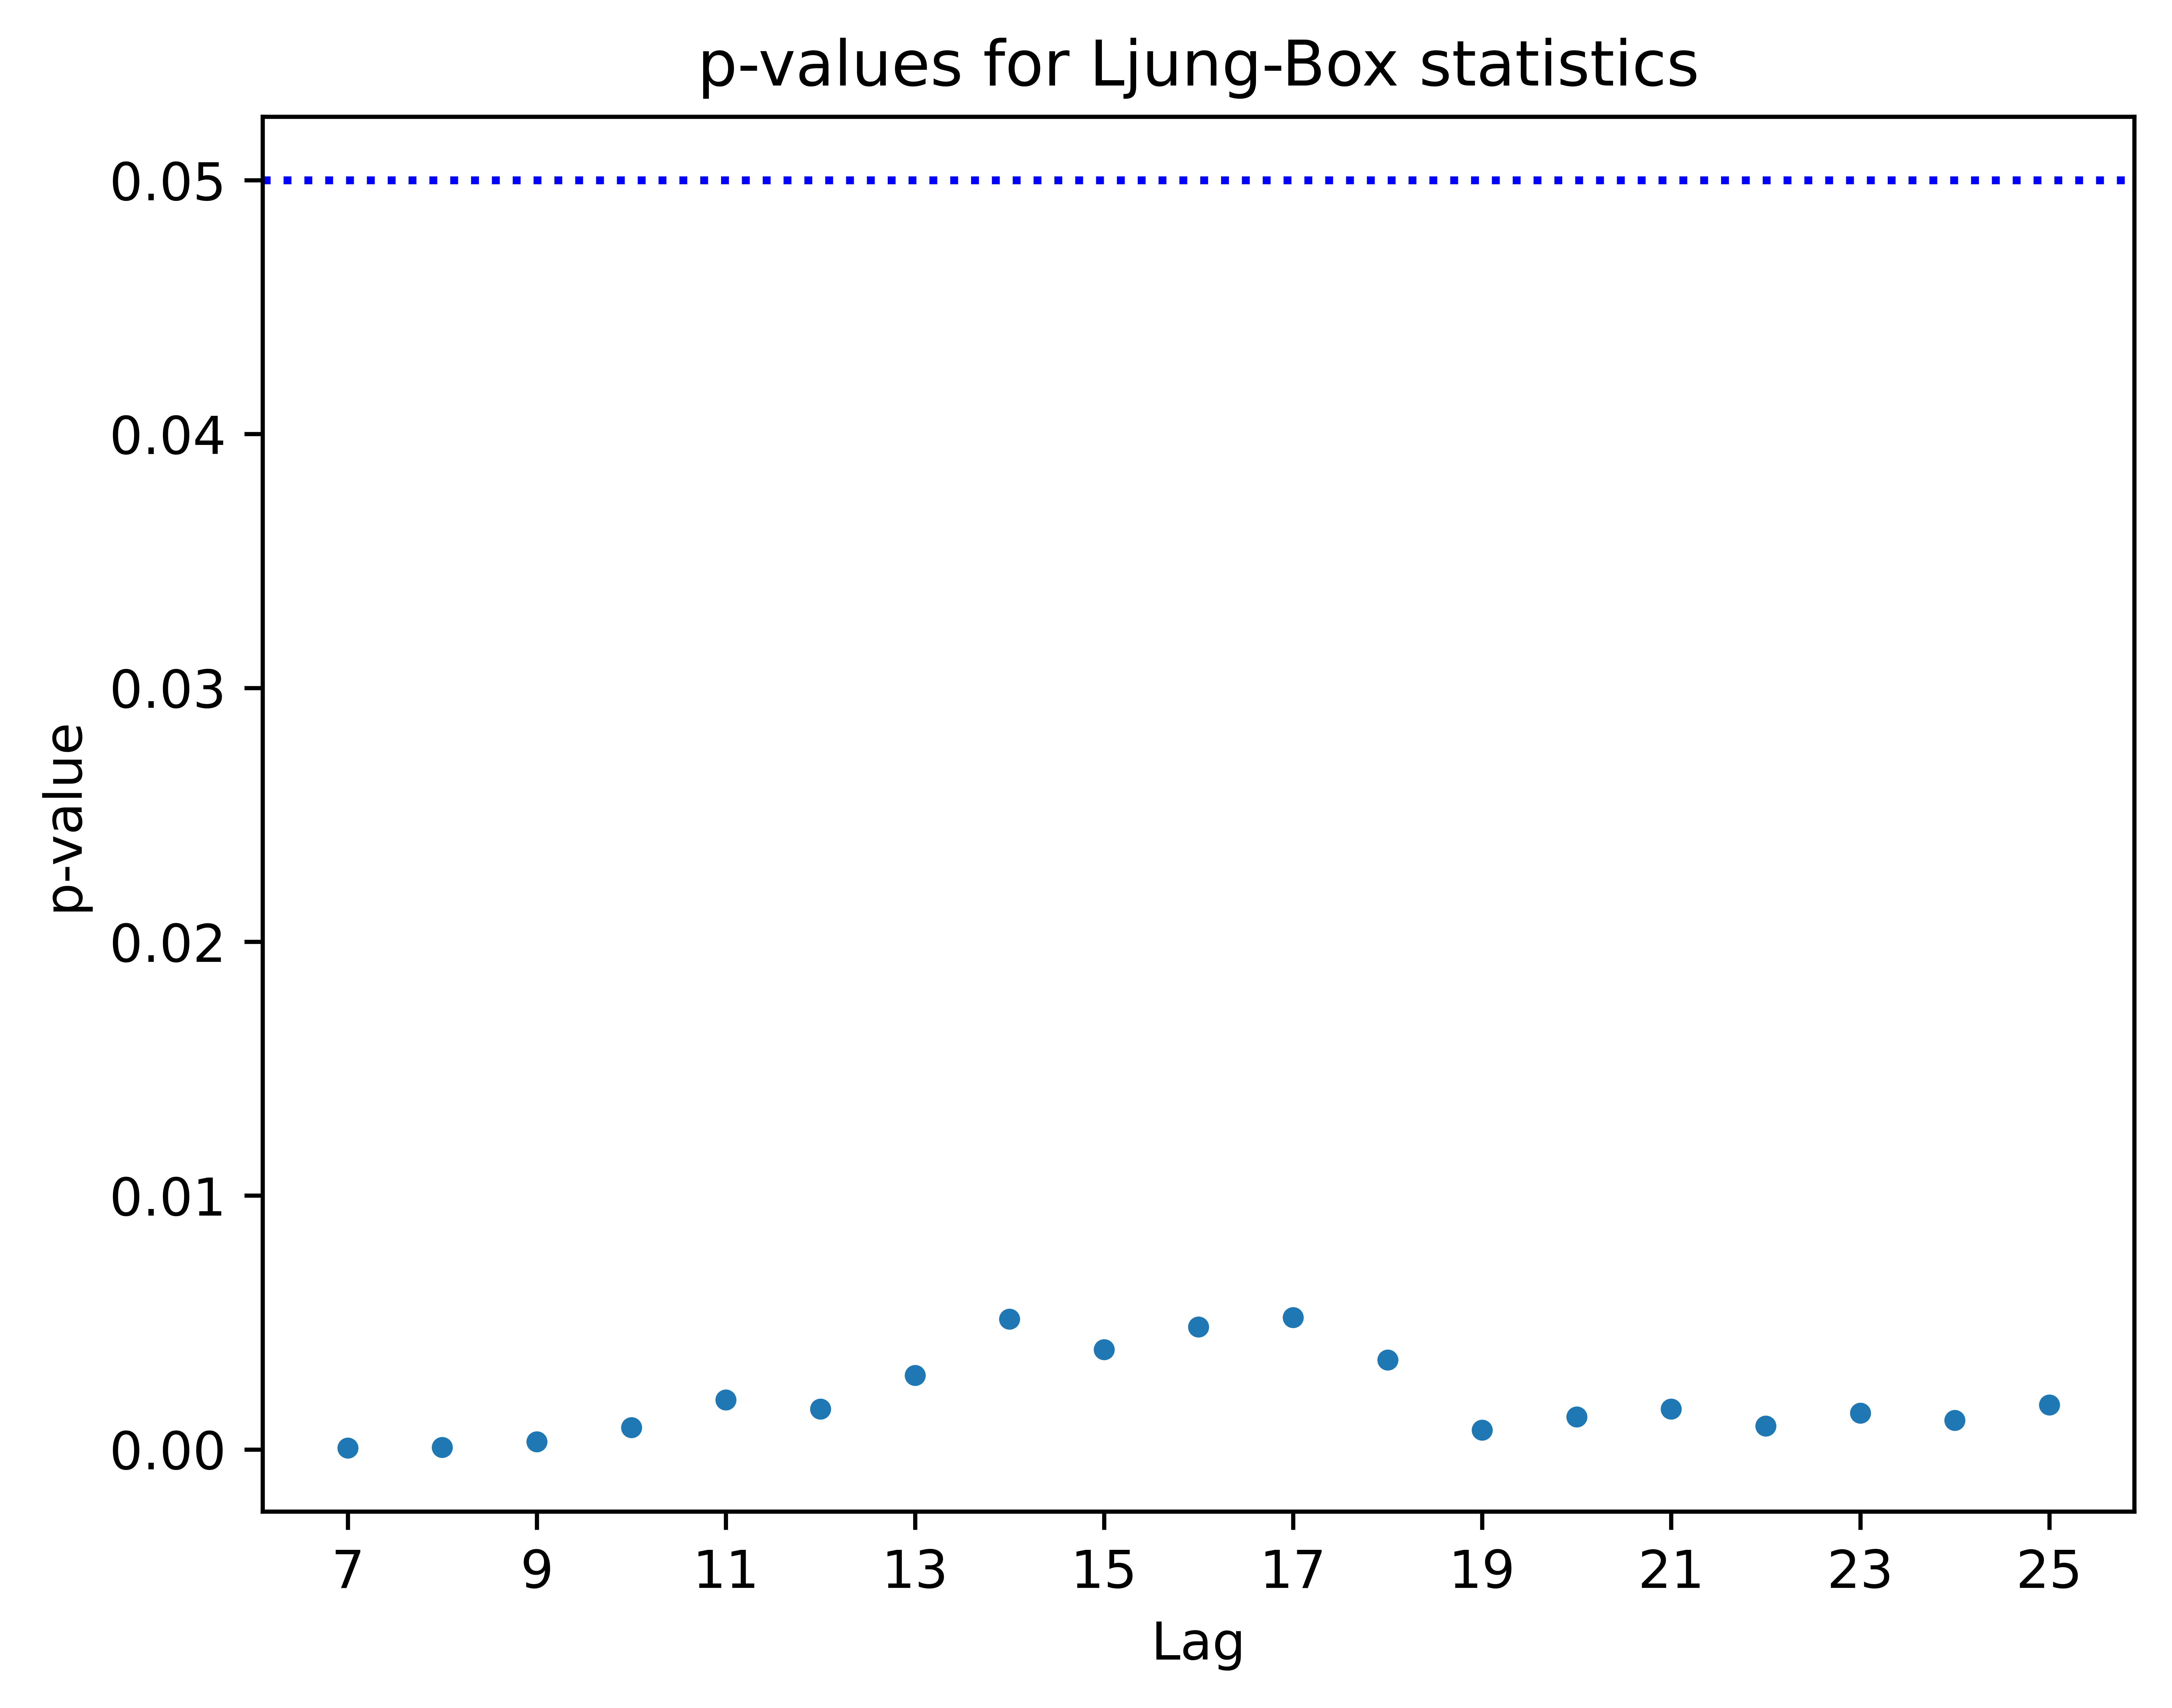 p-values for Ljung-Box statistics
0.05
0.04
0.03
0.02
0.01
0.00
p-value
7 9 11 13 15 17 19 21 23 25
Lag